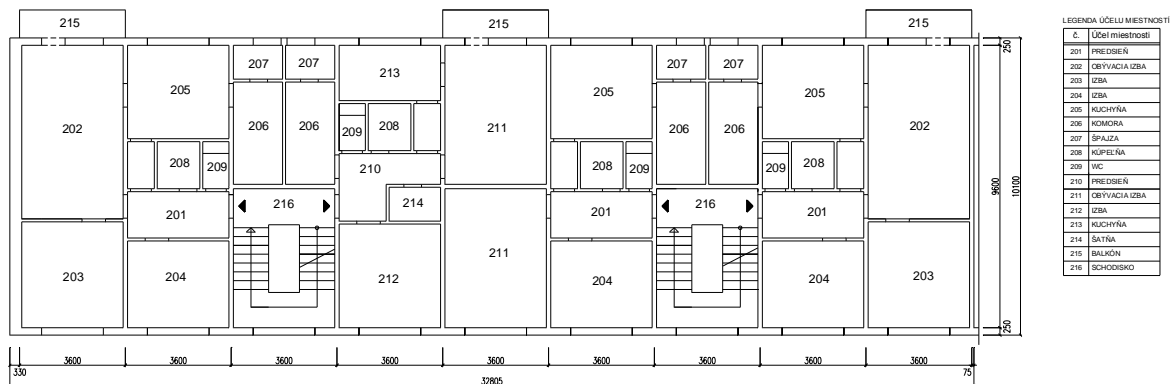 215
215
215
LEGENDA ÚČELU MIESTNOSTÍ
č. Účel miestnosti
201 PREDSIEŇ
202 OBÝVACIA IZBA
203 IZBA
204 IZBA
205 KUCHYŇA
206 KOMORA
207 ŠPAJZA
208 KÚPEĽŇA
209 WC
210 PREDSIEŇ
211 OBÝVACIA IZBA
212 IZBA
213 KUCHYŇA
214 ŠATŇA
215 BALKÓN
216 SCHODISKO
250
207 207 213 207 207
205 205 205
202 211 202
206 206 206 206
209 208 208 209 209 208
208 209 210
201 216 214 201 216 201
203 204 212 211 204 204 203
9600
10100
250
3600 3600 3600 3600 3600 3600 3600 3600 3600
330 75
32805